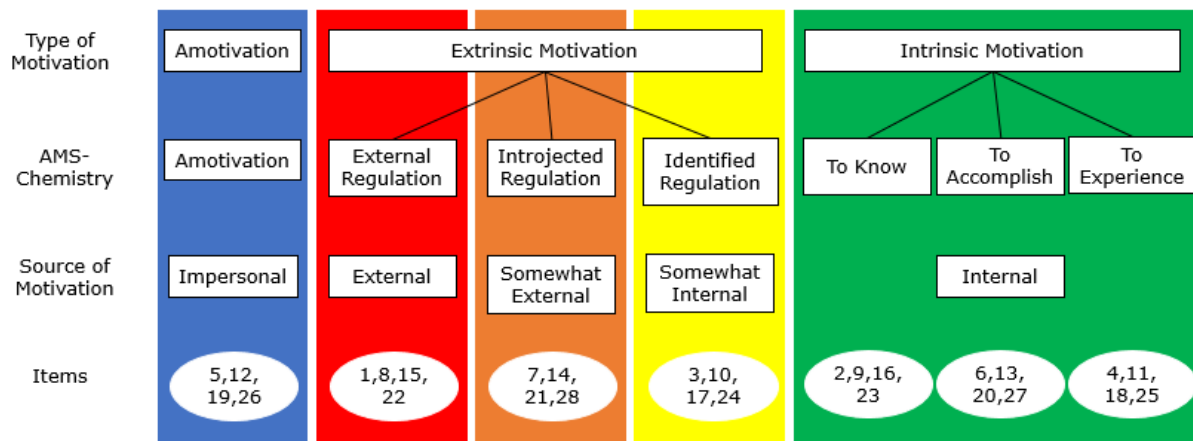 Type of
Motivation
Amotivation
Extrinsic Motivation
Intrinsic Motivation
AMS-
Chemistry
Amotivation
External
Regulation
Introjected
Regulation
Identified
Regulation
To Know
To
Accomplish
To
Experience
Source of
Motivation
Impersonal
External
Somewhat
External
Somewhat
Internal
Internal
Items
5,12,
19,26
1,8,15,
22
7,14,
21,28
3,10,
17,24
2,9,16,
23
6,13,
20,27
4,11,
18,25